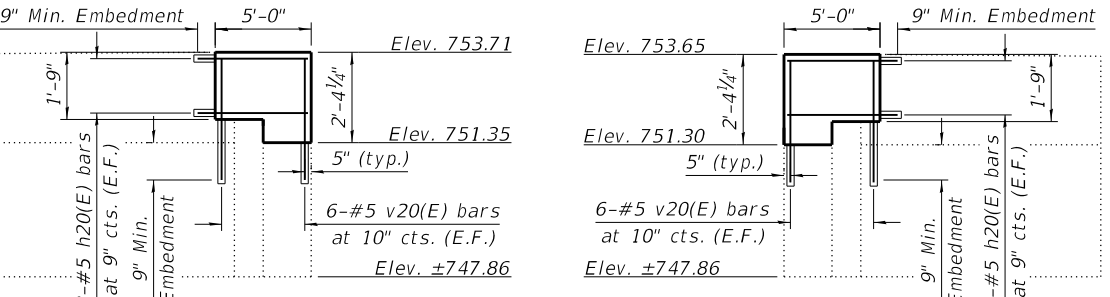 9" Min. Embedment
5'-0"
Elev. 753.71
1'-9"
2'-4¼"
Elev. 751.35
5" (typ.)
-#5 h20(E) bars
at 9" cts. (E.F.)
9" Min.
Embedment
6-#5 v20(E) bars
at 10" cts. (E.F.)
Elev. ±747.86
5'-0"
9" Min. Embedment
Elev. 753.65
2'-4¼"
1'-9"
Elev. 751.30
5" (typ.)
6-#5 v20(E) bars
at 10" cts. (E.F.)
Elev. ±747.86
9" Min.
Embedment
-#5 h20(E) bars
at 9" cts. (E.F.)